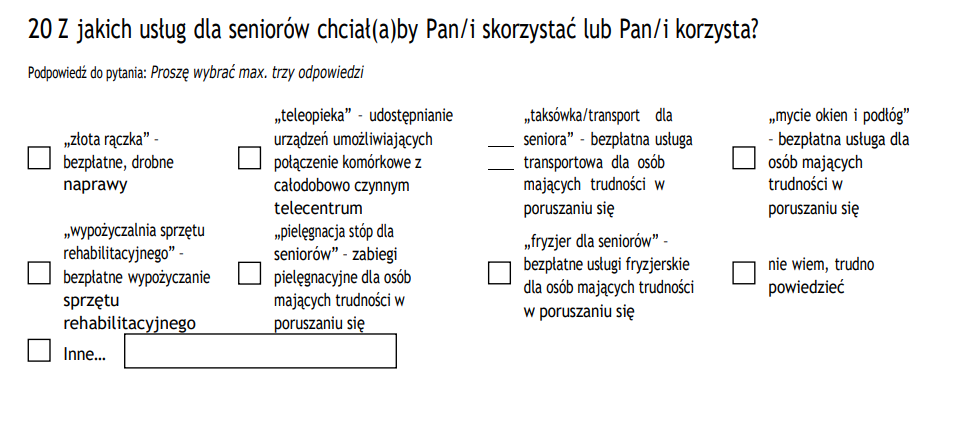 20 Z jakich usług dla seniorów chciał(a)by Pan/i skorzystać lub Pan/i korzysta?
Podpowiedź do pytania: Proszę wybrać max. trzy odpowiedzi
„złota rączka” -
bezpłatne, drobne
naprawy
„teleopieka” - udostępnianie
urządzeń umożliwiających
połączenie komórkowe z
całodobowo czynnym
telecentrum
„taksówka/transport dla
seniora” - bezpłatna usługa
transportowa dla osób
mających trudności w
poruszaniu się
„mycie okien i podłóg”
- bezpłatna usługa dla
osób mających
trudności w
poruszaniu się
„wypożyczalnia sprzętu
rehabilitacyjnego” -
bezpłatne wypożyczanie
sprzętu
rehabilitacyjnego
„pielęgnacja stóp dla
seniorów” - zabiegi
pielęgnacyjne dla osób
mających trudności w
poruszaniu się
„fryzjer dla seniorów” -
bezpłatne usługi fryzjerskie
dla osób mających trudności
w poruszaniu się
nie wiem, trudno
powiedzieć
Inne...